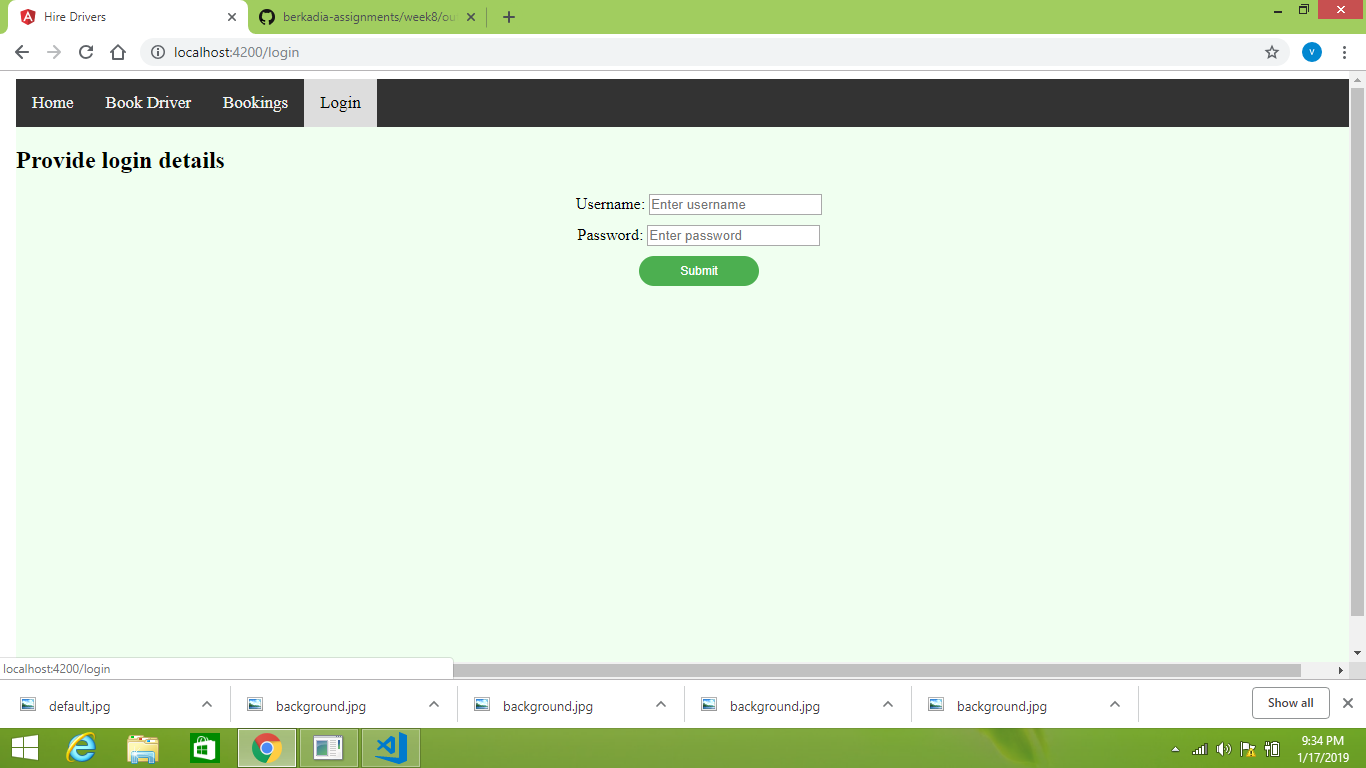 Hire Drivers
berkadia-assignments/week8/ou
localhost:4200/login
v
Home Book Driver Bookings Login
Provide login details
Username: Enter username
Password: Enter password
Submit
localhost:4200/login
default.jpg background.jpg background.jpg background.jpg background.jpg Show all
9:34 PM
1/17/2019